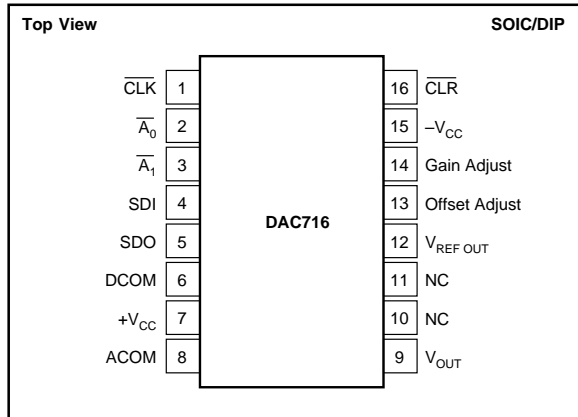 Top View SOIC/DIP
CLK 1 16 CLR
A0 2 15 –VCC
A1 3 14 Gain Adjust
SDI 4 13 Offset Adjust
DAC716
SDO 5 12 VREF OUT
DCOM 6 11 NC
+VCC 7 10 NC
ACOM 8 9 VOUT